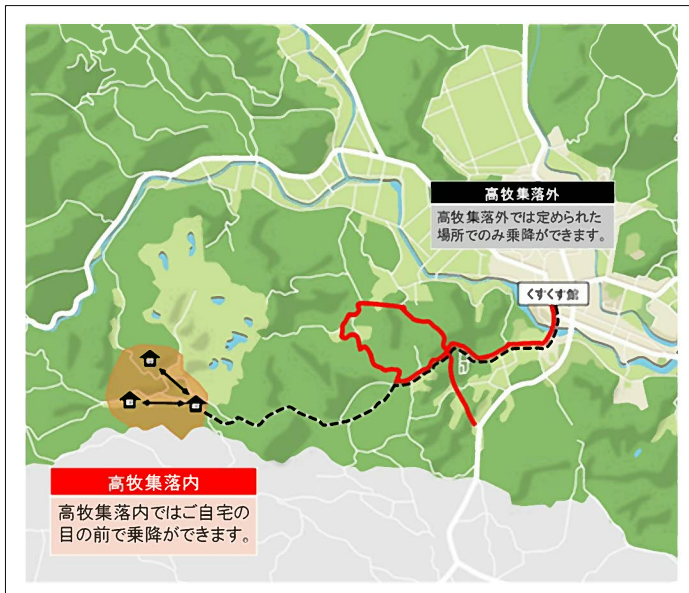 高牧集落外
高牧集落外では定められた
場所でのみ乗降ができます。
くすくす館
高牧集落内
高牧集落内ではご自宅の
目の前で乗降ができます。